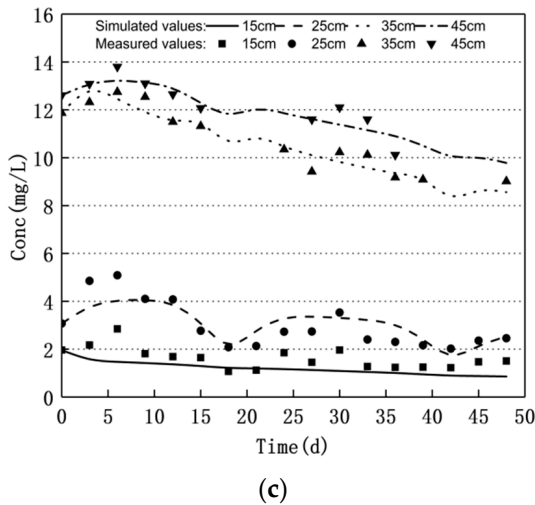 Simulated values: 15cm 25cm 35cm 45cm
Measured values: 15cm 25cm 35cm 45cm
16
14
12
10
8
6
4
2
0
Conc(mg/L)
0 5 10 15 20 25 30 35 40 45 50
Time(d)
(c)